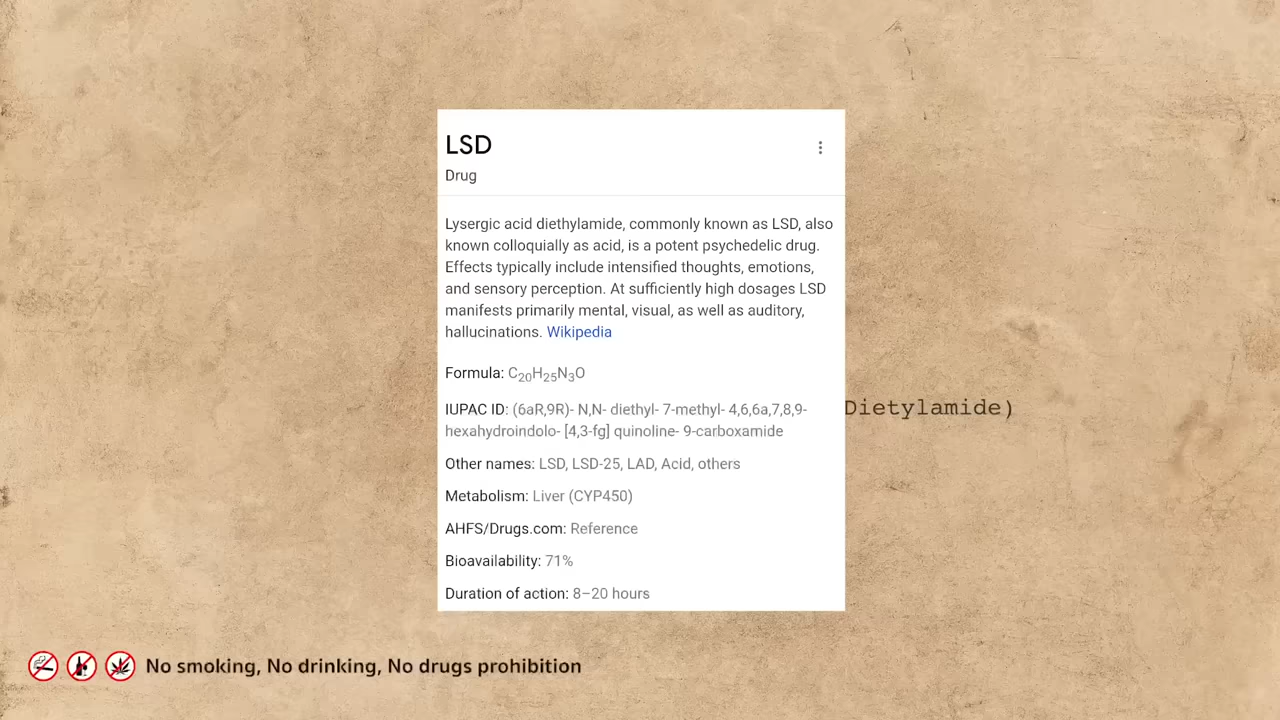 LSD
Drug
Lysergic acid diethylamide, commonly known as LSD, also
known colloquially as acid, is a potent psychedelic drug.
Effects typically include intensified thoughts, emotions,
and sensory perception. At sufficiently high dosages LSD
manifests primarily mental, visual, as well as auditory,
hallucinations. Wikipedia
Formula: C₂₀H₂₅N₃O
IUPAC ID: (6aR,9R)- N,N- diethyl- 7-methyl- 4,6,6a,7,8,9-
hexahydroindolo- [4,3-fg] quinoline- 9-carboxamide
Dietylamide)
Other names: LSD, LSD-25, LAD, Acid, others
Metabolism: Liver (CYP450)
AHFS/Drugs.com: Reference
Bioavailability: 71%
Duration of action: 8–20 hours
No smoking, No drinking, No drugs prohibition